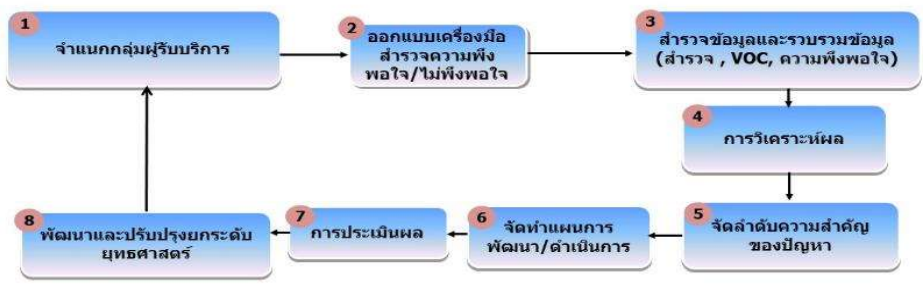 1
จำแนกกลุ่มผู้รับบริการ
2
ออกแบบเครื่องมือ
สำรวจความพึง
พอใจ/ไม่พึงพอใจ
3
สำรวจข้อมูลและรวบรวมข้อมูล
(สำรวจ , VOC, ความพึงพอใจ)
4
การวิเคราะห์ผล
5
จัดลำดับความสำคัญ
ของปัญหา
6
จัดทำแผนการ
พัฒนา/ดำเนินการ
7
การประเมินผล
8
พัฒนาและปรับปรุงยกระดับ
ยุทธศาสตร์